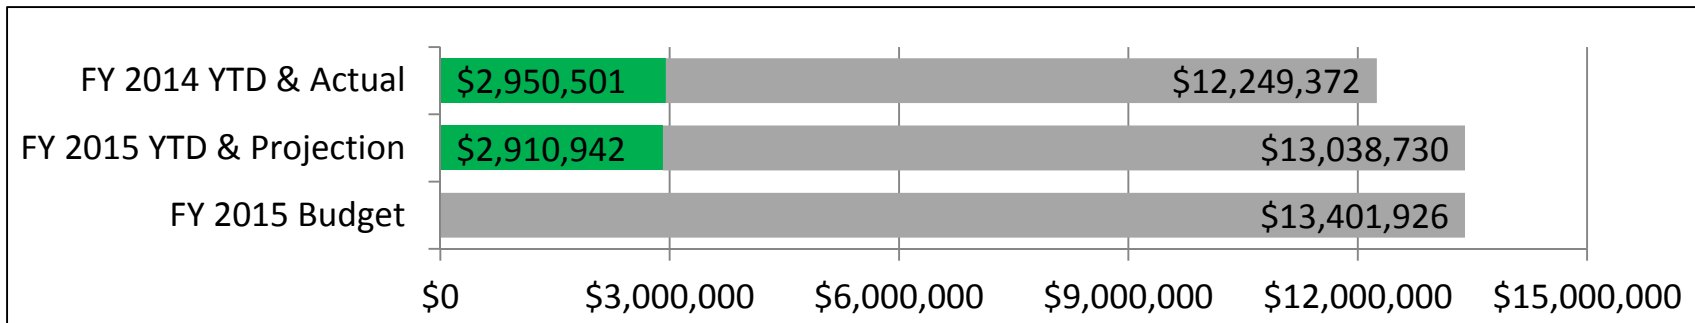 FY 2014 YTD & Actual $2,950,501 $12,249,372
FY 2015 YTD & Projection $2,910,942 $13,038,730
FY 2015 Budget $13,401,926
$0 $3,000,000 $6,000,000 $9,000,000 $12,000,000 $15,000,000